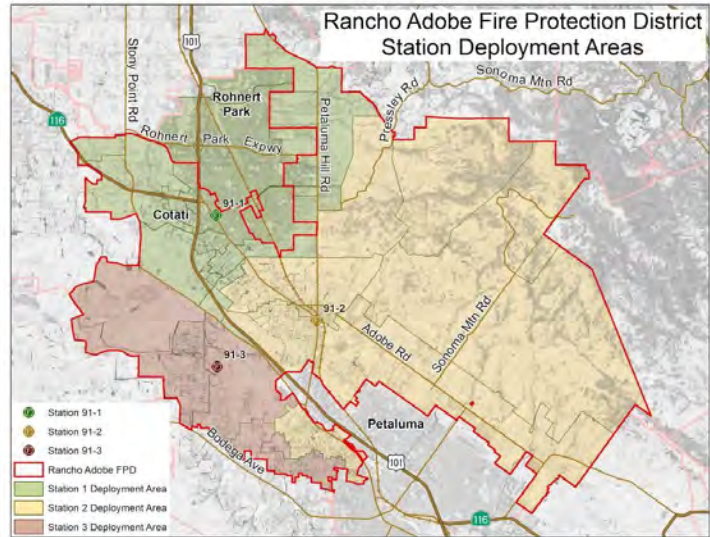 Rancho Adobe Fire Protection District
Station Deployment Areas
101
Stony Point Rd
Rohnert
Park
Petaluma Hill Rd
Pressley Rd
Sonoma Mtn Rd
116
Rohnert Park Expwy
91-1
Cotati
91-2
Adobe Rd
Sonoma Mtn Rd
91-3
Petaluma
Bodega Ave
101
116
Station 91-1
Station 91-2
Station 91-3
Rancho Adobe FPD
Station 1 Deployment Area
Station 2 Deployment Area
Station 3 Deployment Area